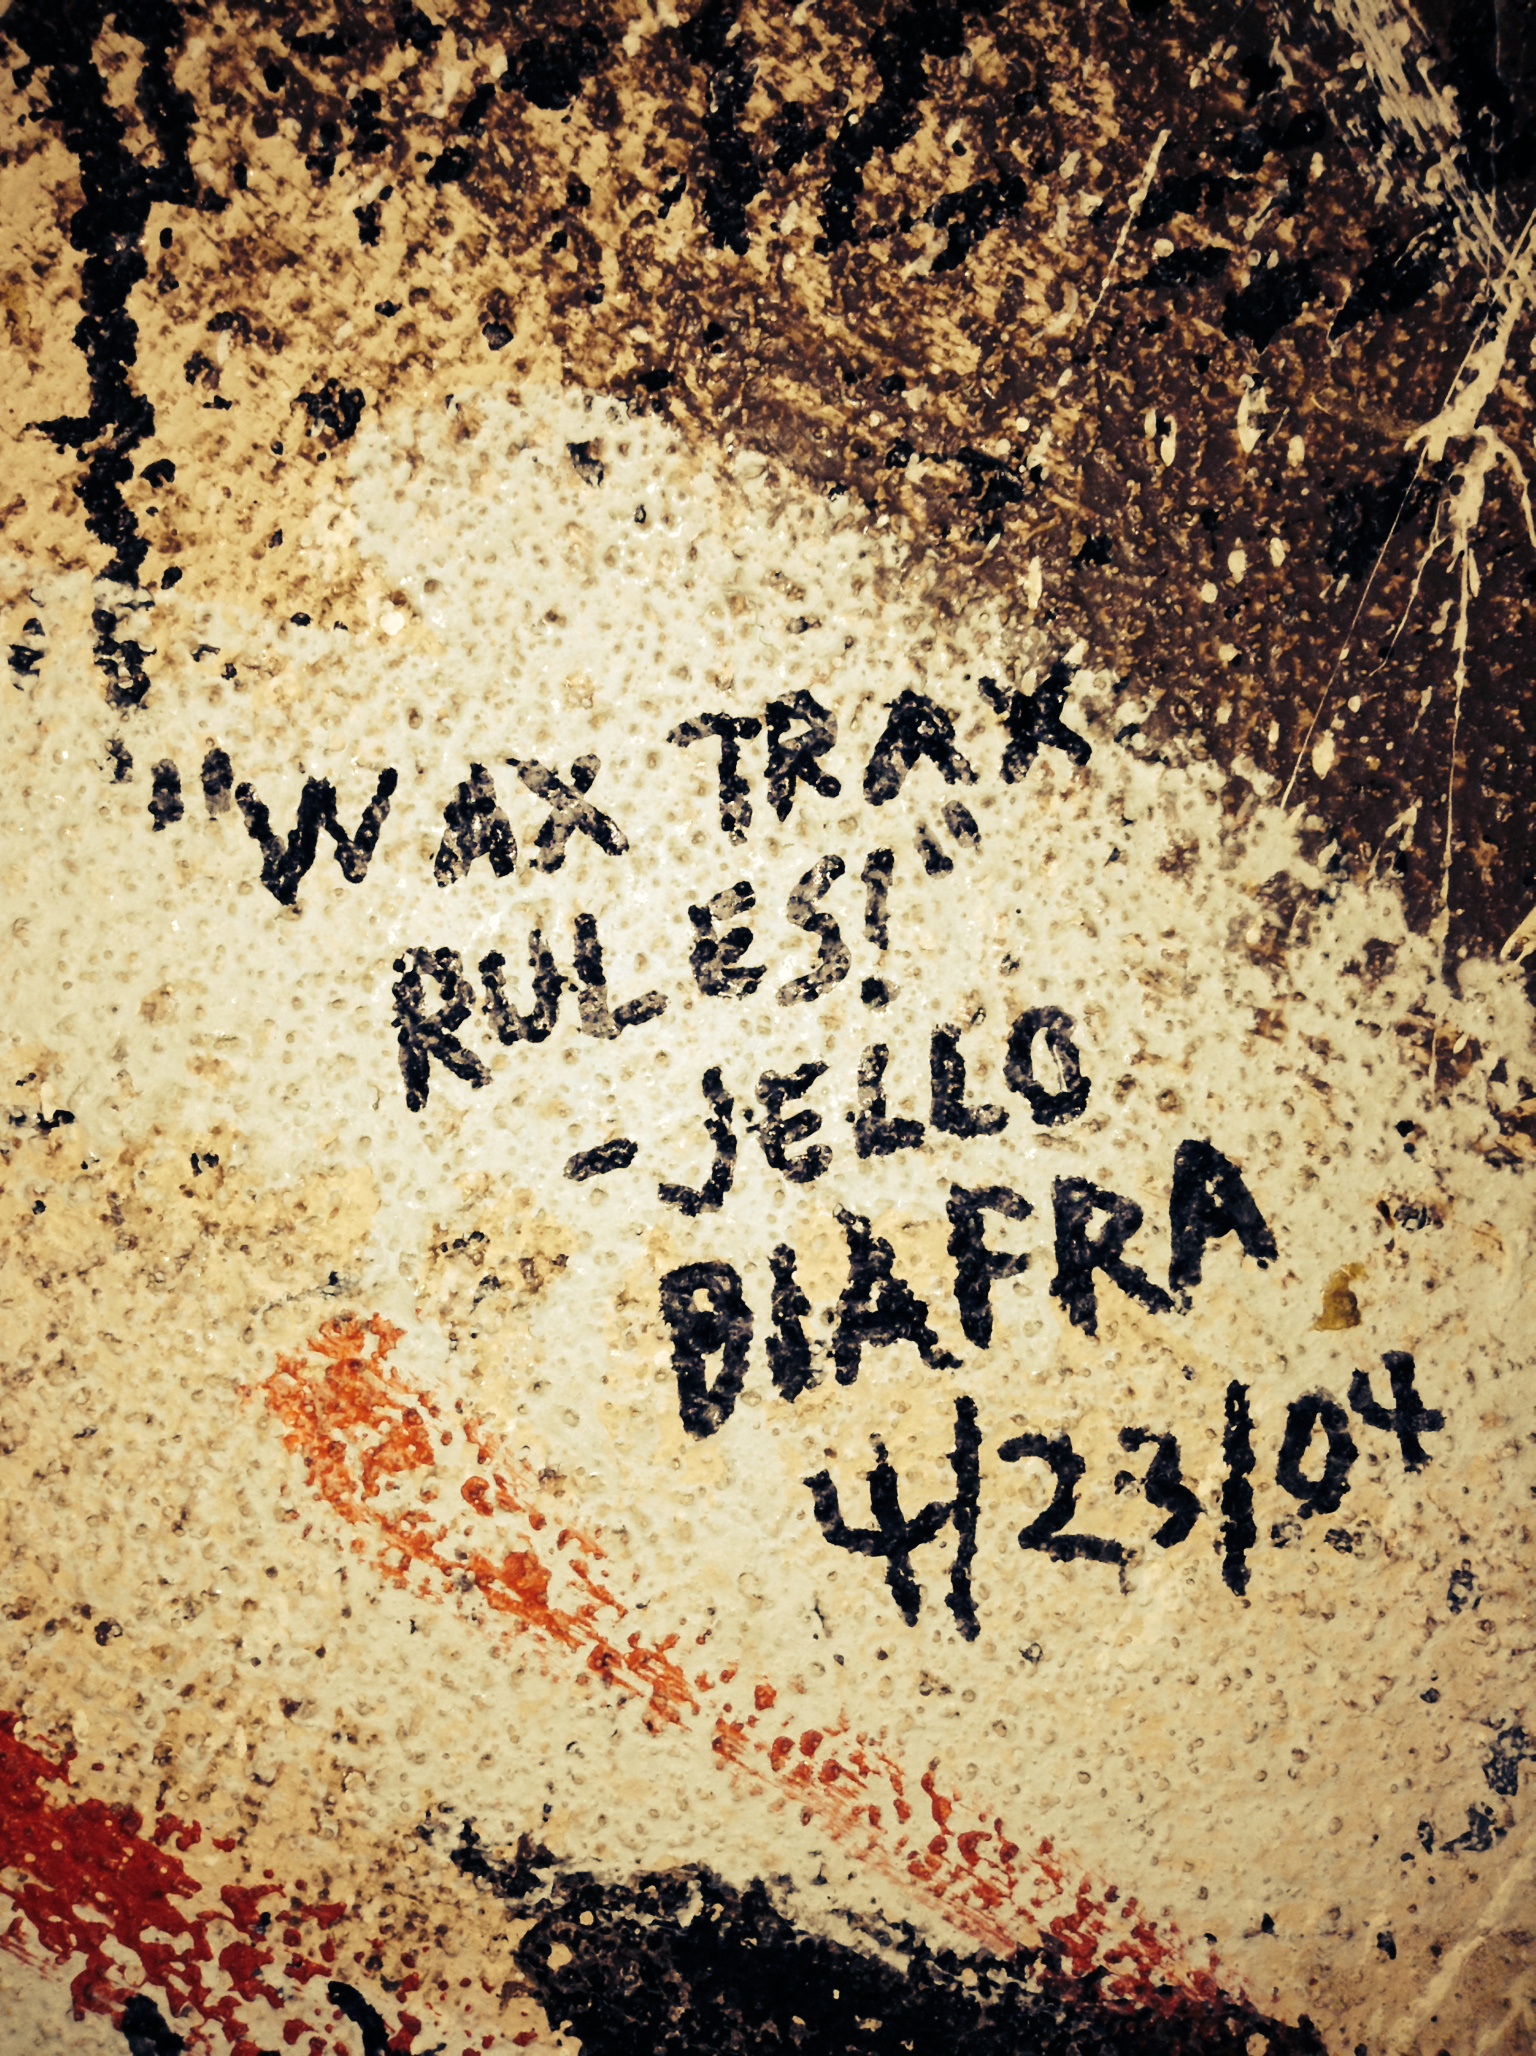 "WAX TRAX
RULES!"
-JELLO
BIAFRA
4/23/04